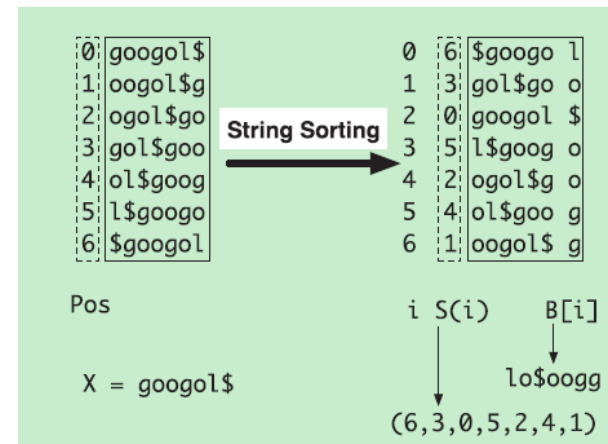 0 googol$
1 oogol$g
2 ogol$go
3 gol$goo
4 ol$goog
5 l$googo
6 $googol
Pos
X = googol$
String Sorting
0 6 $googo l
1 3 gol$go o
2 0 googol $
3 5 l$goog o
4 2 ogol$g o
5 4 ol$goo g
6 1 oogol$ g
i S(i) B[i]
lo$oogg
(6,3,0,5,2,4,1)